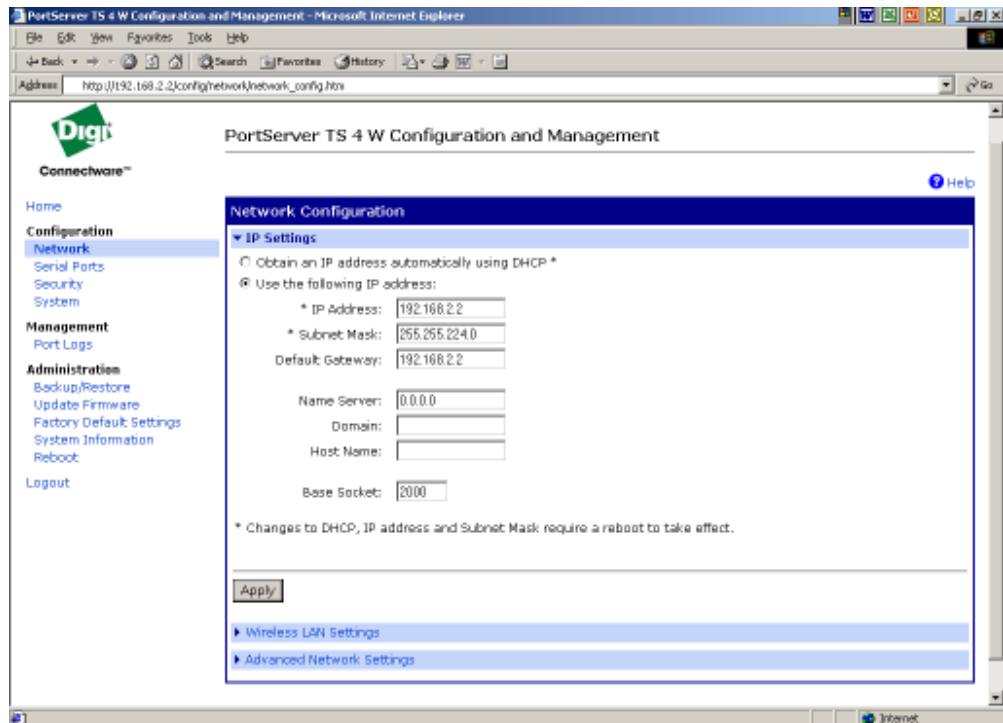 PortServer TS 4 W Configuration and Management - Microsoft Internet Explorer
File Edit View Favorites Tools Help
Back Search Favorites History
Address http://192.168.2.2/config/network/network_config.htm Go
Digi
Connectware™
PortServer TS 4 W Configuration and Management
Help
Home
Configuration
Network
Serial Ports
Security
System
Management
Port Logs
Administration
Backup/Restore
Update Firmware
Factory Default Settings
System Information
Reboot
Logout
Network Configuration
IP Settings
Obtain an IP address automatically using DHCP *
Use the following IP address:
* IP Address: 192.168.2.2
* Subnet Mask: 255.255.224.0
Default Gateway: 192.168.2.2
Name Server: 0.0.0.0
Domain:
Host Name:
Base Socket: 2000
* Changes to DHCP, IP address and Subnet Mask require a reboot to take effect.
Apply
Wireless LAN Settings
Advanced Network Settings
Internet